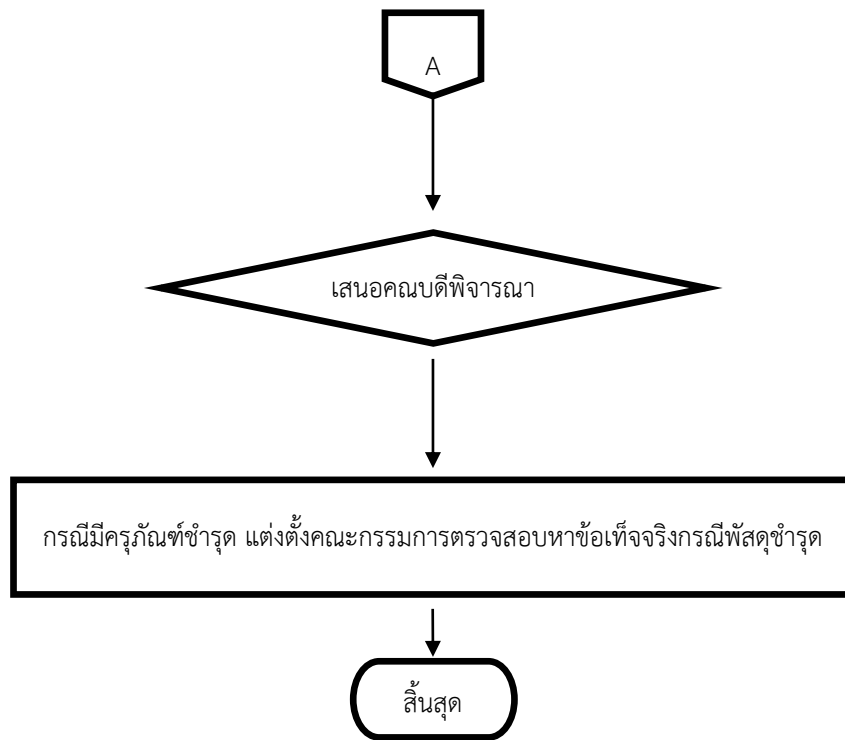 A
เสนอคณบดีพิจารณา
กรณีมีครุภัณฑ์ชำรุด แต่งตั้งคณะกรรมการตรวจสอบหาข้อเท็จจริงกรณีพัสดุชำรุด
สิ้นสุด